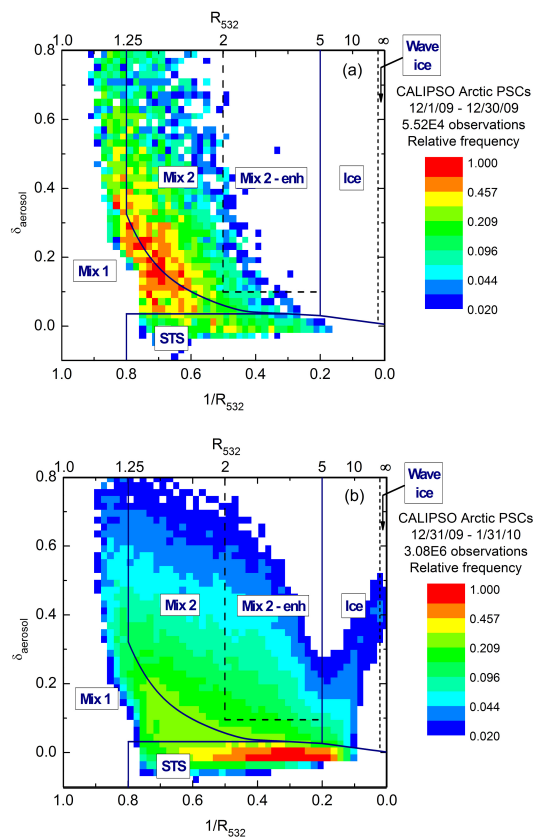 R532
1.0 1.25 2 5 10 ∞
0.8
0.6
0.4
0.2
0.0
δaerosol
(a)
Wave
ice
Mix 2
Mix 2 - enh
Ice
Mix 1
STS
1.0 0.8 0.6 0.4 0.2 0.0
1/R532
CALIPSO Arctic PSCs
12/1/09 - 12/30/09
5.52E4 observations
Relative frequency
1.000
0.457
0.209
0.096
0.044
0.020
R532
1.0 1.25 2 5 10 ∞
0.8
0.6
0.4
0.2
0.0
δaerosol
(b)
Wave
ice
Mix 2
Mix 2 - enh
Ice
Mix 1
STS
1.0 0.8 0.6 0.4 0.2 0.0
1/R532
CALIPSO Arctic PSCs
12/31/09 - 1/31/10
3.08E6 observations
Relative frequency
1.000
0.457
0.209
0.096
0.044
0.020